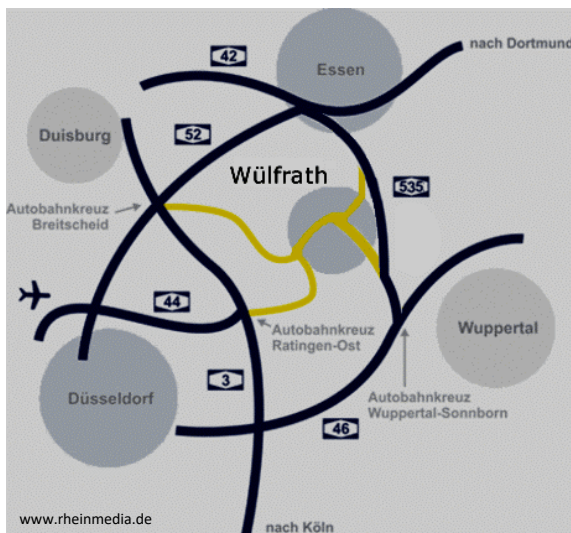 nach Dortmund
42
Essen
Duisburg
52
Wülfrath
535
Autobahnkreuz
Breitscheid
44
Autobahnkreuz
Ratingen-Ost
Wuppertal
3
Düsseldorf
Autobahnkreuz
Wuppertal-Sonnborn
46
www.rheinmedia.de
nach Köln